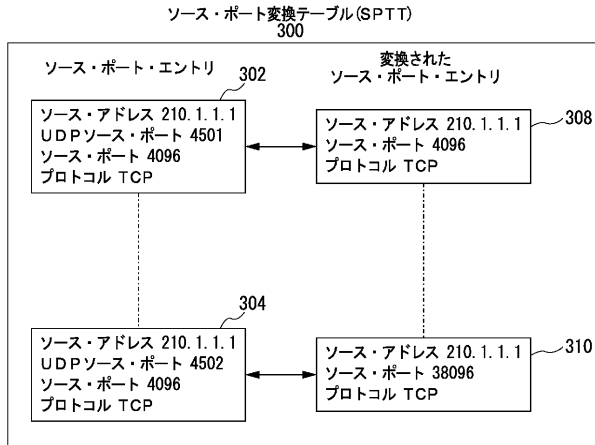 ソース・ポート変換テーブル(SPTT)
300
ソース・ポート・エントリ
変換された
ソース・ポート・エントリ
302
ソース・アドレス 210.1.1.1
UDPソース・ポート 4501
ソース・ポート 4096
プロトコル TCP
308
ソース・アドレス 210.1.1.1
ソース・ポート 4096
プロトコル TCP
304
ソース・アドレス 210.1.1.1
UDPソース・ポート 4502
ソース・ポート 4096
プロトコル TCP
310
ソース・アドレス 210.1.1.1
ソース・ポート 38096
プロトコル TCP